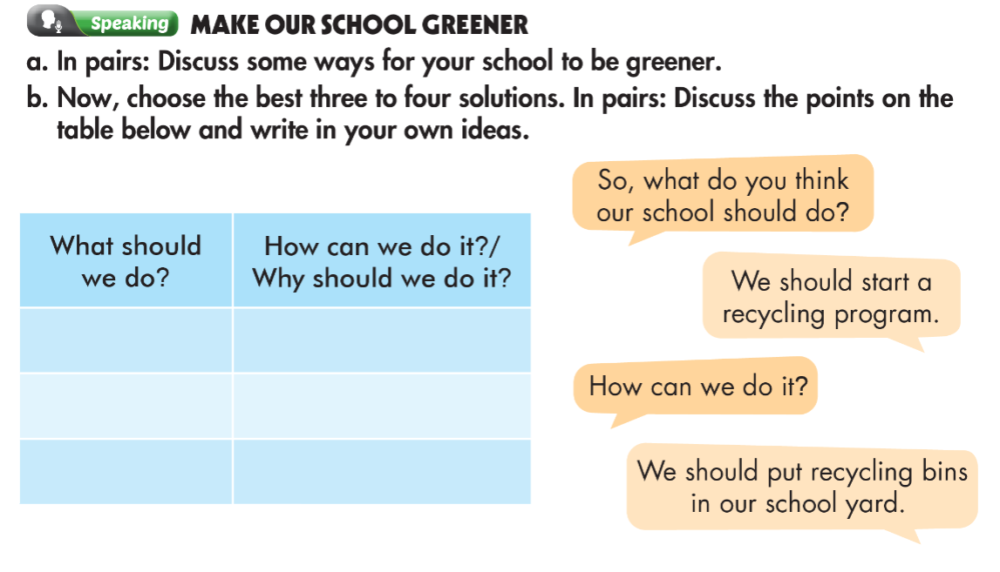 Speaking MAKE OUR SCHOOL GREENER
a. In pairs: Discuss some ways for your school to be greener.
b. Now, choose the best three to four solutions. In pairs: Discuss the points on the
table below and write in your own ideas.
What should
we do?
How can we do it?/
Why should we do it?
So, what do you think
our school should do?
We should start a
recycling program.
How can we do it?
We should put recycling bins
in our school yard.